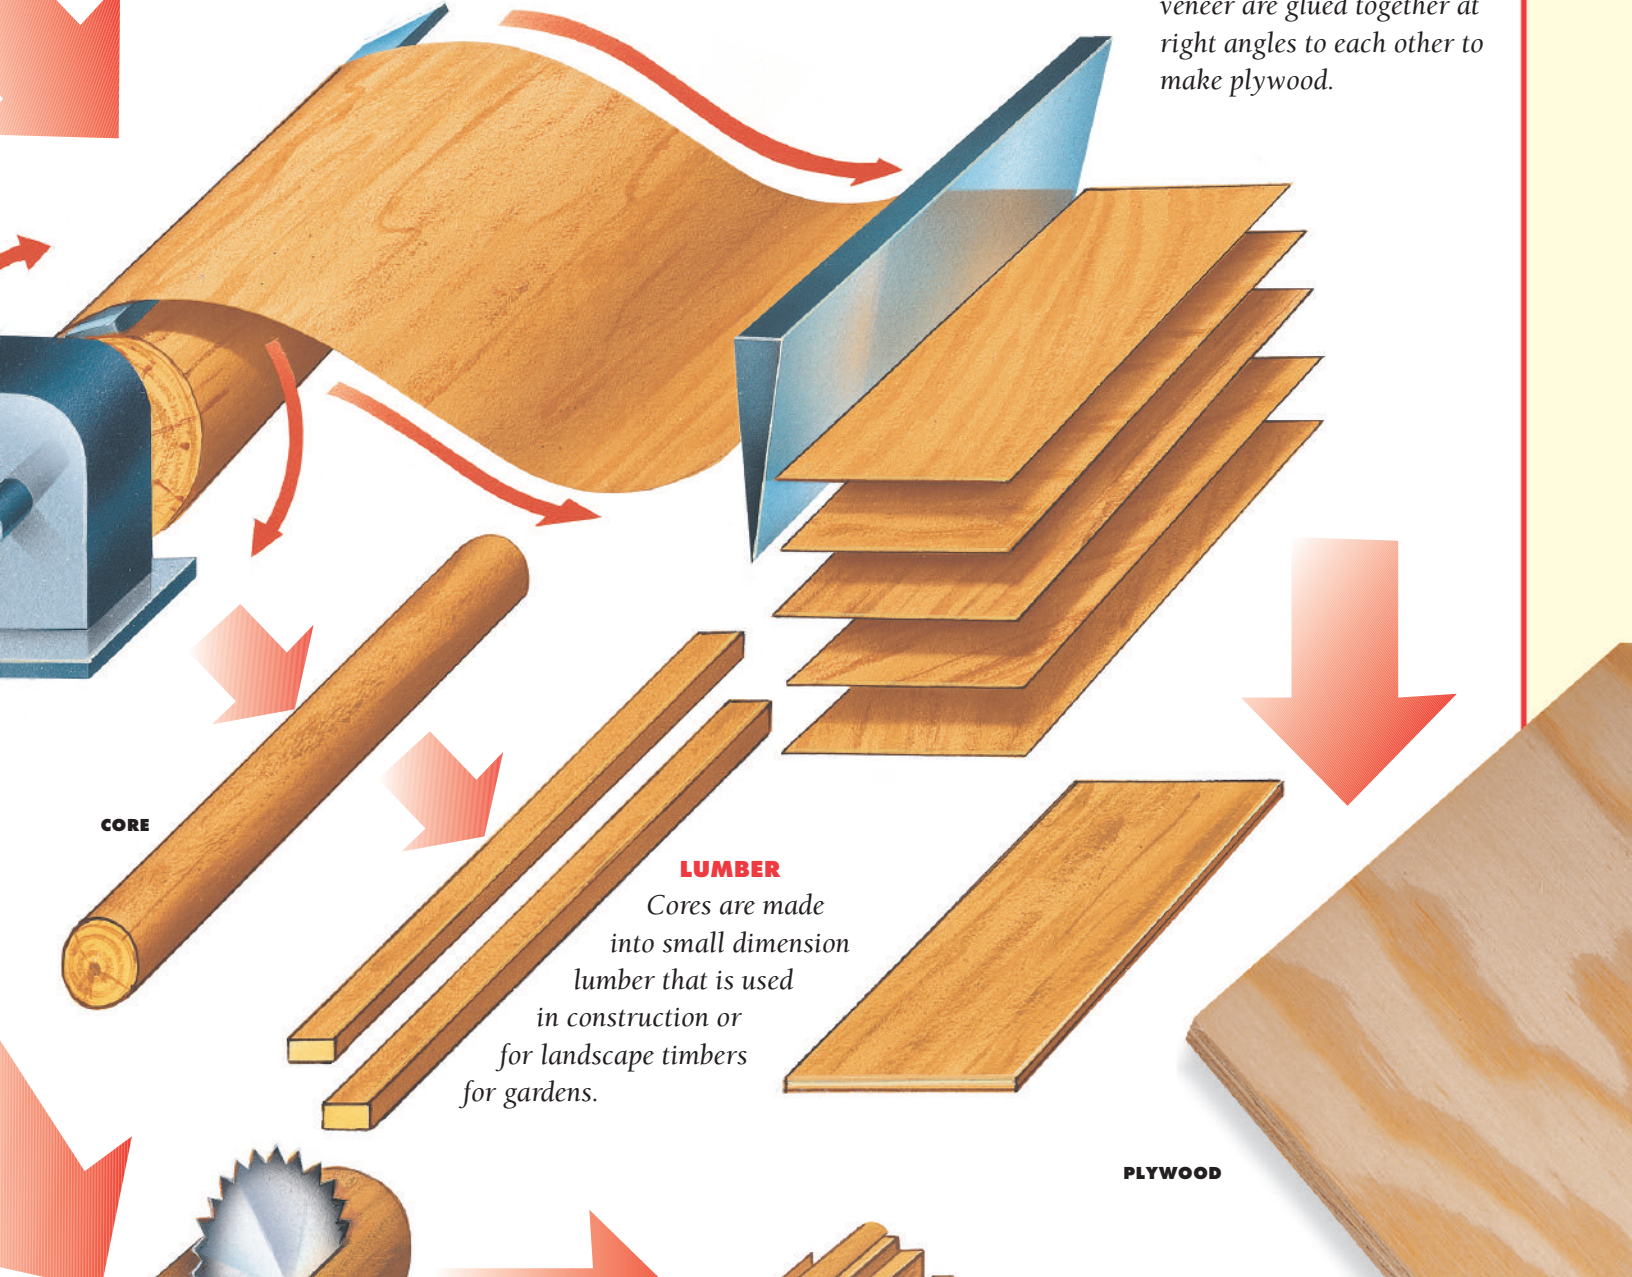 veneer are glued together at
right angles to each other to
make plywood.
CORE
LUMBER
Cores are made
into small dimension
lumber that is used
in construction or
for landscape timbers
for gardens.
PLYWOOD